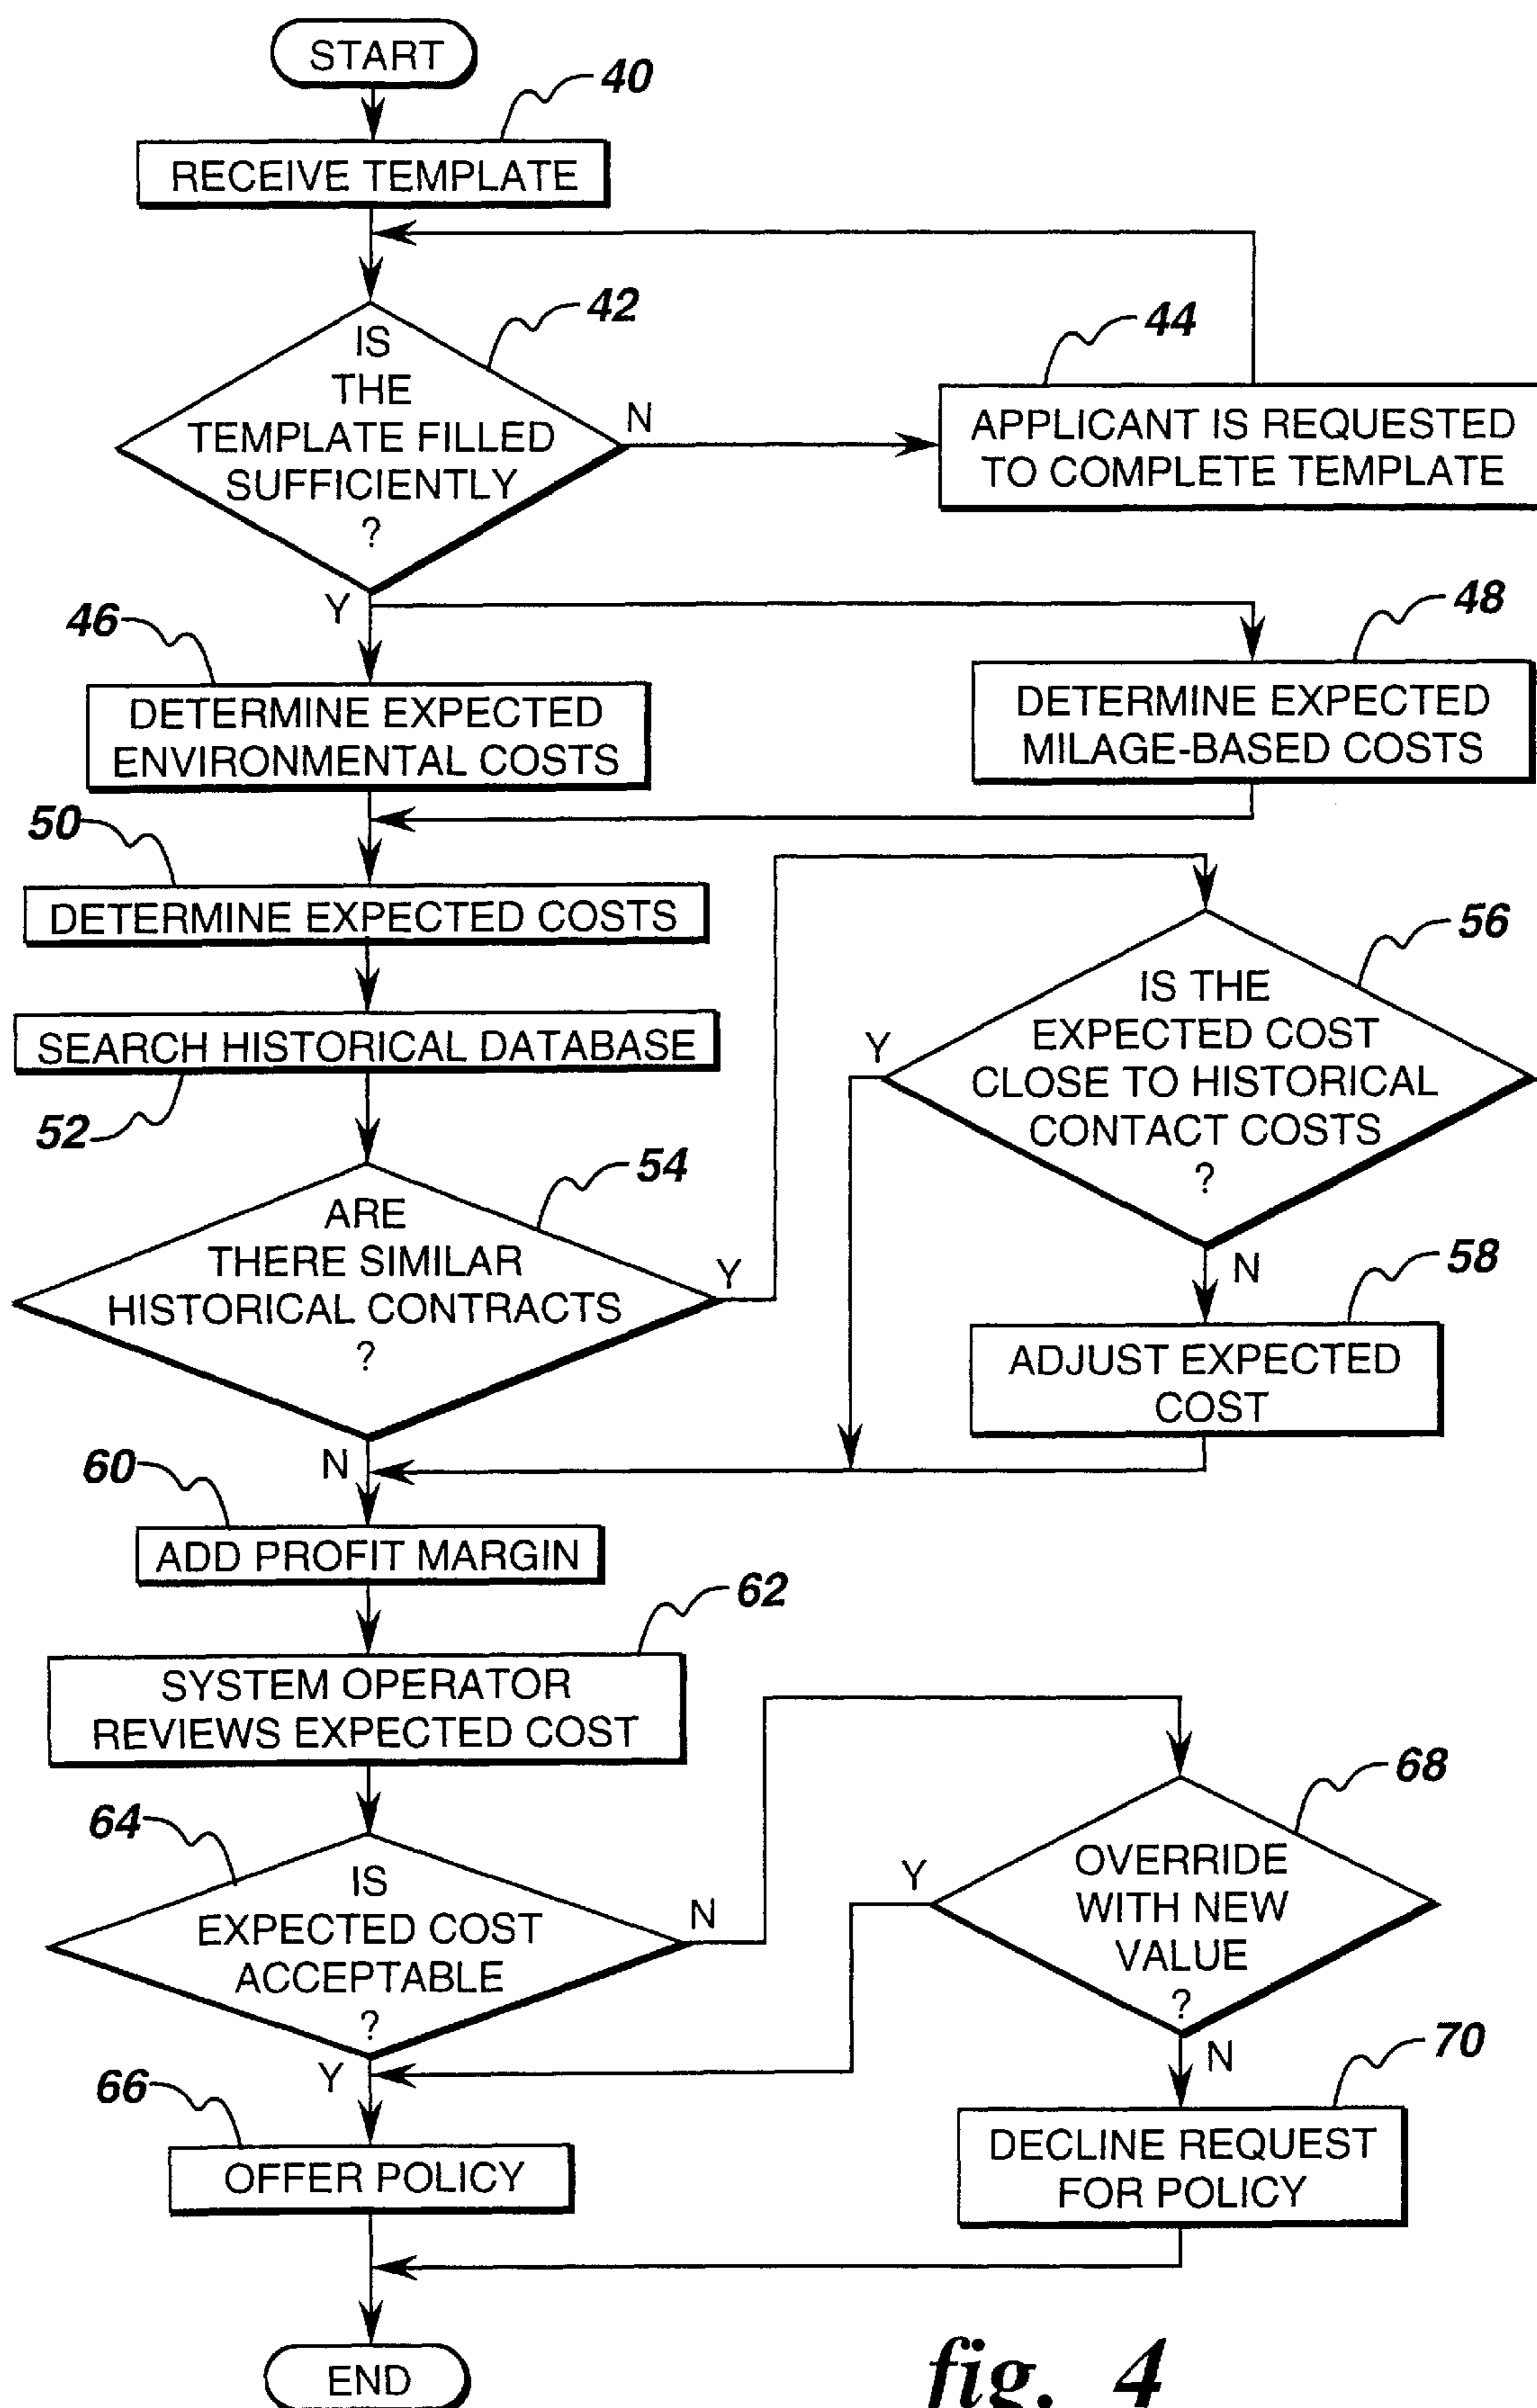 START
40
RECEIVE TEMPLATE
42
IS
THE
TEMPLATE FILLED
SUFFICIENTLY
?
N
44
APPLICANT IS REQUESTED
TO COMPLETE TEMPLATE
Y
46
DETERMINE EXPECTED
ENVIRONMENTAL COSTS
48
DETERMINE EXPECTED
MILAGE-BASED COSTS
50
DETERMINE EXPECTED COSTS
SEARCH HISTORICAL DATABASE
52
54
ARE
THERE SIMILAR
HISTORICAL CONTRACTS
?
Y
56
IS THE
EXPECTED COST
CLOSE TO HISTORICAL
CONTACT COSTS
?
Y
N
58
ADJUST EXPECTED
COST
N
60
ADD PROFIT MARGIN
62
SYSTEM OPERATOR
REVIEWS EXPECTED COST
64
IS
EXPECTED COST
ACCEPTABLE
?
N
68
OVERRIDE
WITH NEW
VALUE
?
Y
N
70
DECLINE REQUEST
FOR POLICY
Y
66
OFFER POLICY
END
fig. 4